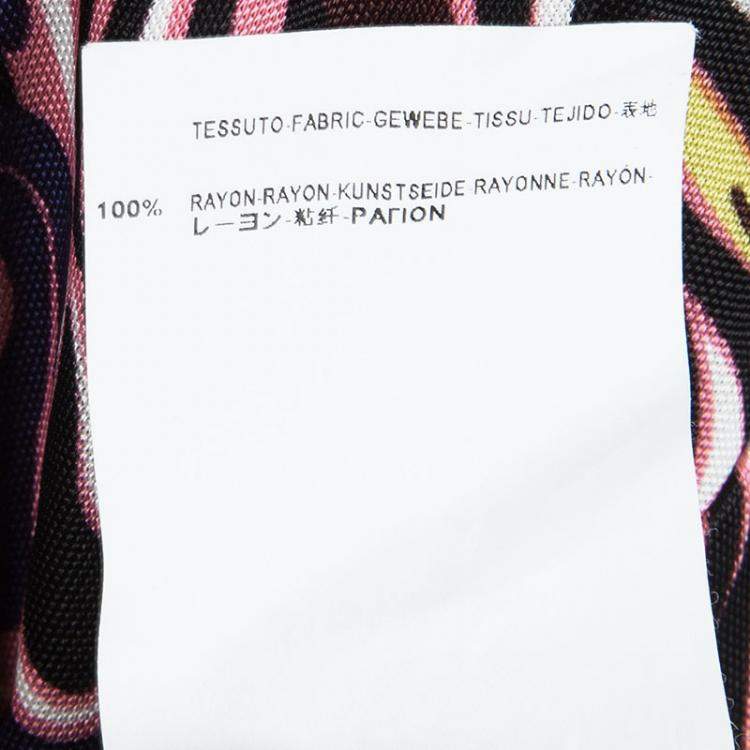 TESSUTO-FABRIC-GEWEBE-TISSU-TEJIDO-表地
100% RAYON-RAYON-KUNSTSEIDE-RAYONNE-RAYÓN-
レーヨン-粘纤-РАГION